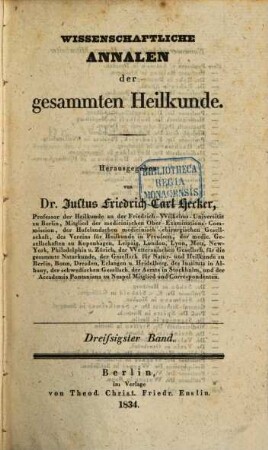 WISSENSCHAFTLICHE
ANNALEN
der
gesammten Heilkunde.
Herausgegeben
von
BIBLIOTHECA
REGIA
MONACENSIS
Dr. Justus Friedrich Carl Hecker,
Professor der Heilkunde an der Friedrich-Wilhelms-Universität
zu Berlin, Mitglied der medicinischen Ober-Examinations-Com-
mission, der Hufelandschen medicinisch-chirurgischen Gesell-
schaft, des Vereins für Heilkunde in Preussen, der medic. Ge-
sellschaften zu Kopenhagen, Leipzig, London, Lyon, Metz, New-
York, Philadelphia u. Zürich, der Wetterauischen Gesellsch. für die
gesammte Naturkunde, der Gesellsch. für Natur- und Heilkunde zu
Berlin, Bonn, Dresden, Erlangen u. Heidelberg, des Instituts in Al-
bany, der schwedischen Gesellsch. der Aerzte in Stockholm, und der
Accademia Pontaniana zu Neapel Mitglied und Correspondenten.
Dreißigster Band.
Berlin,
im Verlage
von Theod. Christ. Friedr. Enslin.
1834.